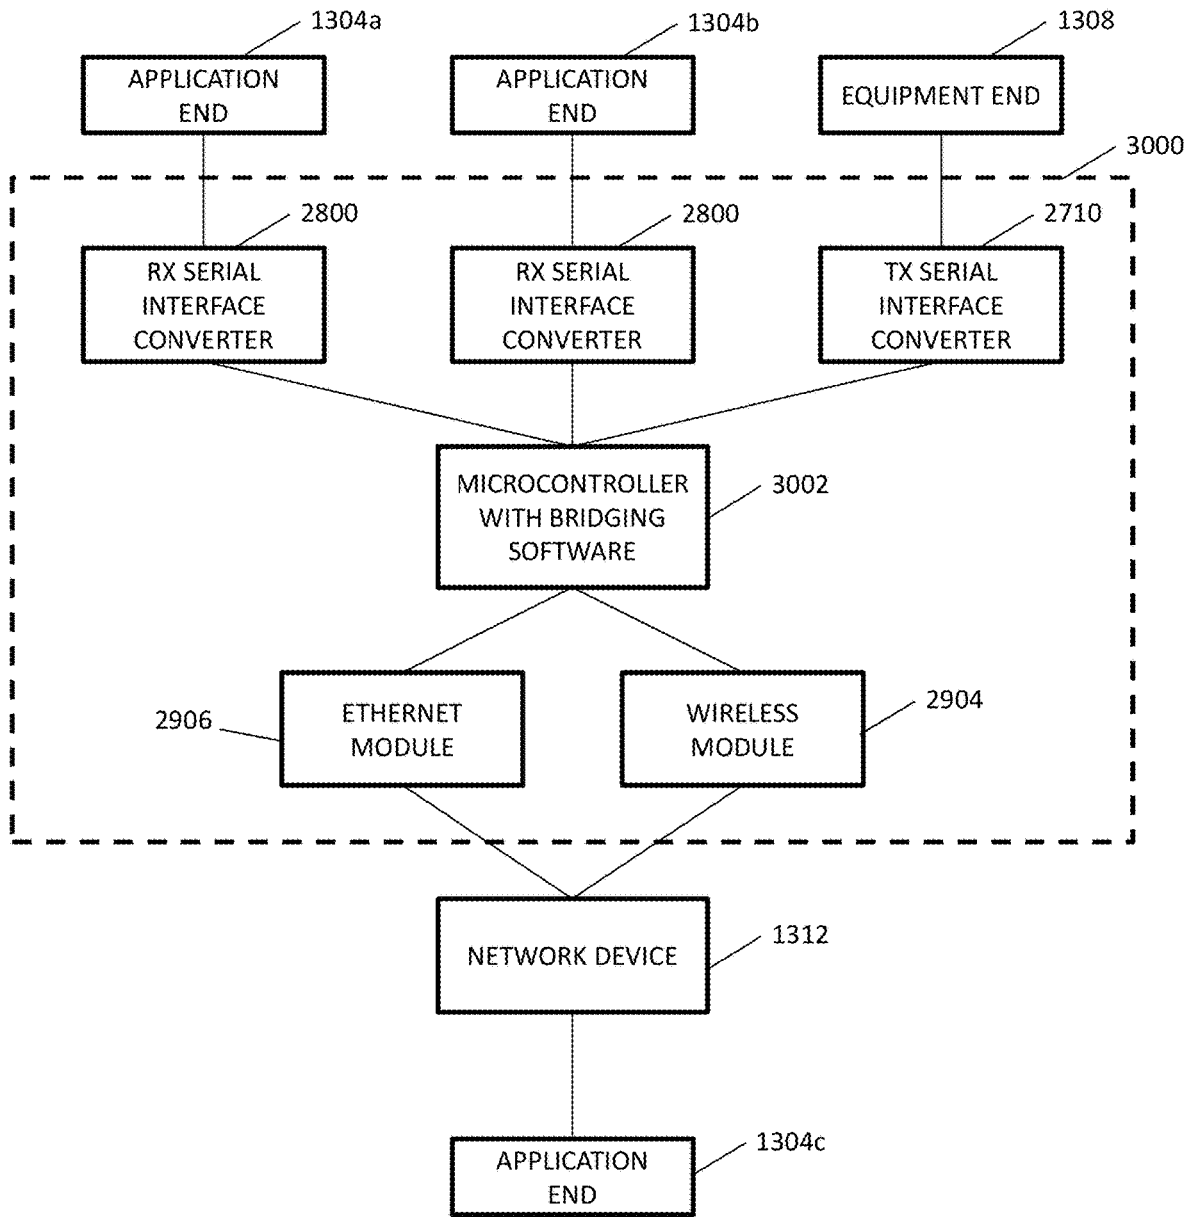 1304a
1304b
1308
APPLICATION
END
APPLICATION
END
EQUIPMENT END
3000
2800
2800
2710
RX SERIAL
INTERFACE
CONVERTER
RX SERIAL
INTERFACE
CONVERTER
TX SERIAL
INTERFACE
CONVERTER
MICROCONTROLLER
WITH BRIDGING
SOFTWARE
3002
2906
ETHERNET
MODULE
WIRELESS
MODULE
2904
NETWORK DEVICE
1312
APPLICATION
END
1304c